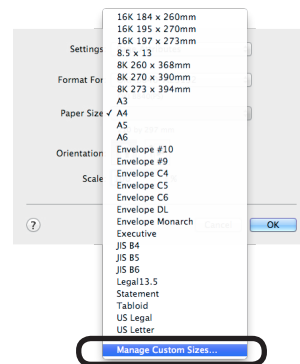 16K 184 x 260mm
16K 195 x 270mm
16K 197 x 273mm
8.5 x 13
8K 260 x 368mm
8K 270 x 390mm
8K 273 x 394mm
A3
Settings
Format For
Paper Size ✓ A4
A5
A6
Envelope #10
Orientation
Envelope #9
Envelope C4
Scale
Envelope C5
Envelope C6
Envelope DL
Envelope Monarch
? Cancel OK
Executive
JIS B4
JIS B5
JIS B6
Legal13.5
Statement
Tabloid
US Legal
US Letter
Manage Custom Sizes...